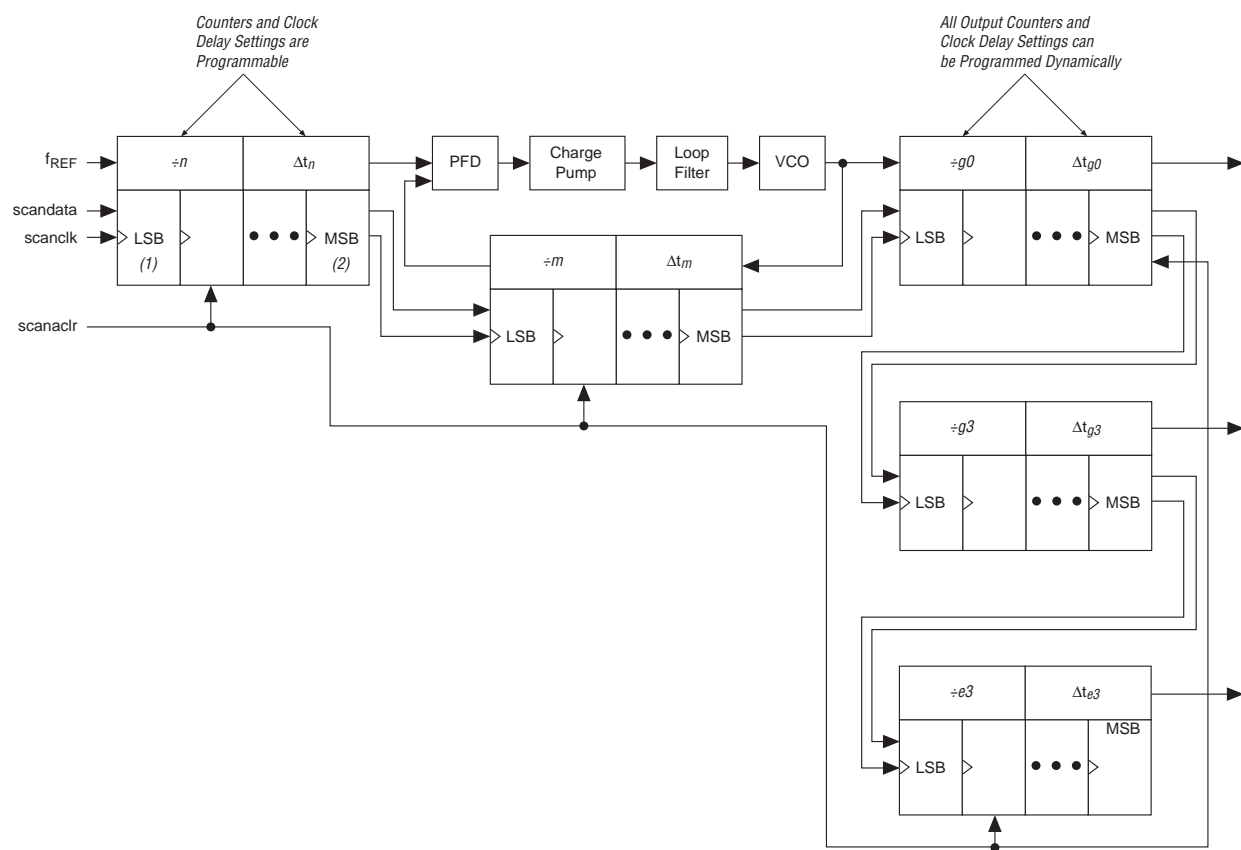 Counters and Clock
Delay Settings are
Programmable
All Output Counters and
Clock Delay Settings can
be Programmed Dynamically
fREF
÷n
Δtn
PFD
Charge
Pump
Loop
Filter
VCO
÷g0
Δtg0
scandata
scanclk
LSB
(1)
MSB
(2)
÷m
Δtm
LSB
MSB
LSB
MSB
scanaclr
÷g3
Δtg3
LSB
MSB
÷e3
Δte3
MSB
LSB